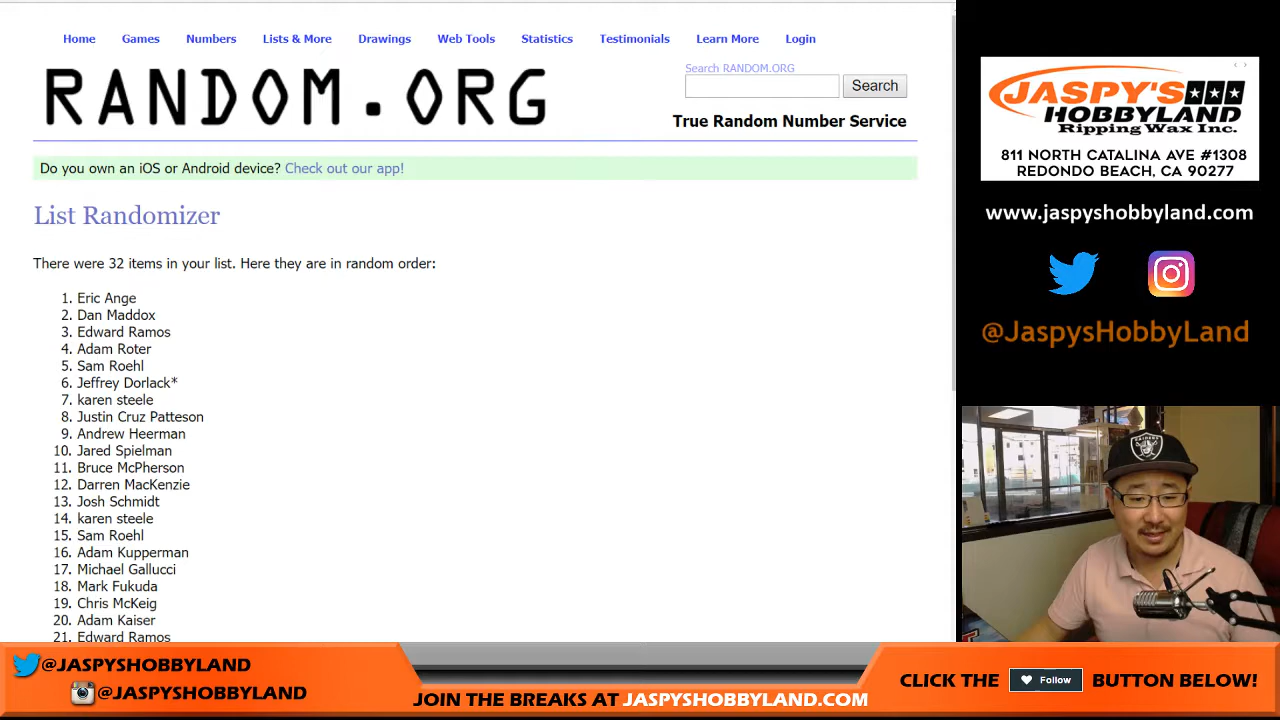 Home Games Numbers Lists & More Drawings Web Tools Statistics Testimonials Learn More Login
RANDOM.ORG
Search RANDOM.ORG
Search
True Random Number Service
Do you own an iOS or Android device? Check out our app!
List Randomizer
There were 32 items in your list. Here they are in random order:
1. Eric Ange
2. Dan Maddox
3. Edward Ramos
4. Adam Roter
5. Sam Roehl
6. Jeffrey Dorlack*
7. karen steele
8. Justin Cruz Patteson
9. Andrew Heerman
10. Jared Spielman
11. Bruce McPherson
12. Darren MacKenzie
13. Josh Schmidt
14. karen steele
15. Sam Roehl
16. Adam Kupperman
17. Michael Gallucci
18. Mark Fukuda
19. Chris McKeig
20. Adam Kaiser
21. Edward Ramos
JASPY'S
HOBBYLAND
Ripping Wax Inc.
811 NORTH CATALINA AVE #1308
REDONDO BEACH, CA 90277
www.jaspyshobbyland.com
@JaspysHobbyLand
RAIDERS
@JASPYSHOBBYLAND
@JASPYSHOBBYLAND
JOIN THE BREAKS AT JASPYSHOBBYLAND.COM
CLICK THE Follow BUTTON BELOW!